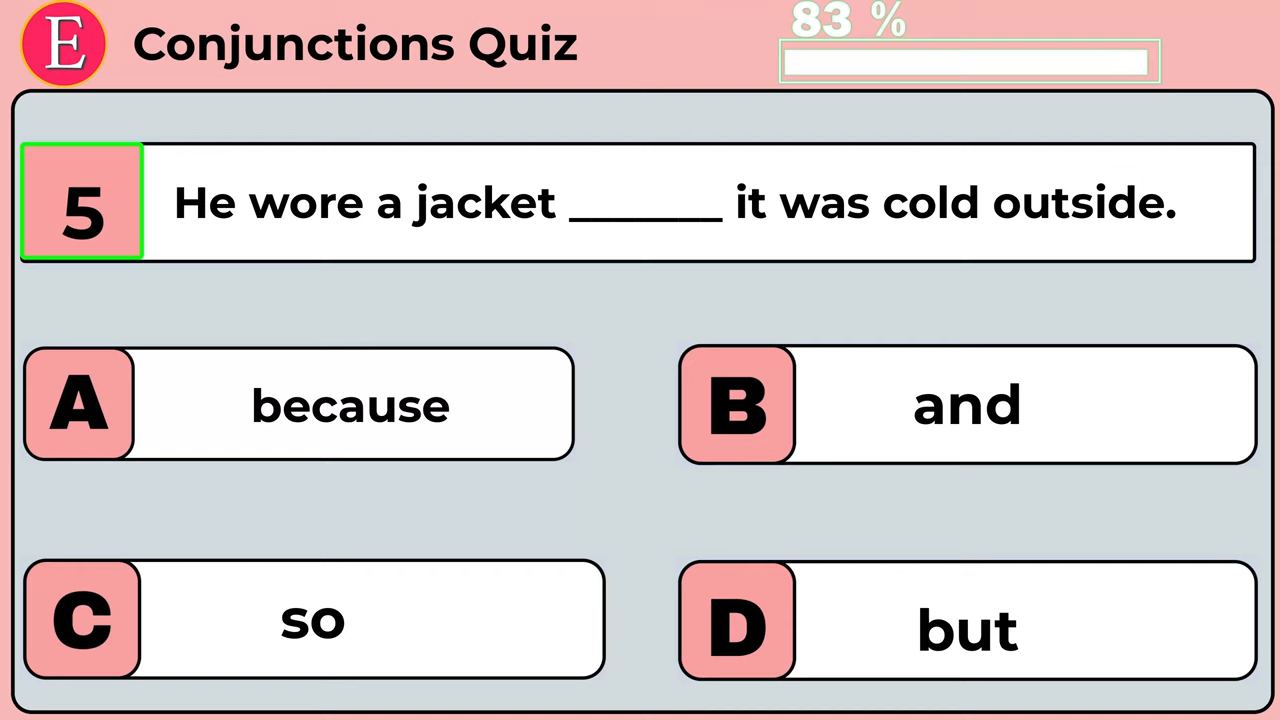 E Conjunctions Quiz
83 %
5 He wore a jacket _______ it was cold outside.
A because
B and
C so
D but